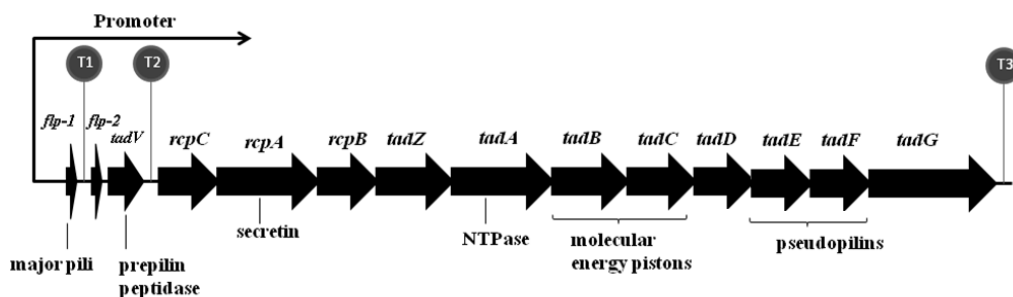 Promoter
T1
T2
T3
flp-1
flp-2
tadV
rcpC
rcpA
rcpB
tadZ
tadA
tadB
tadC
tadD
tadE
tadF
tadG
major pili
prepilin
peptidase
secretin
NTPase
molecular
energy pistons
pseudopilins